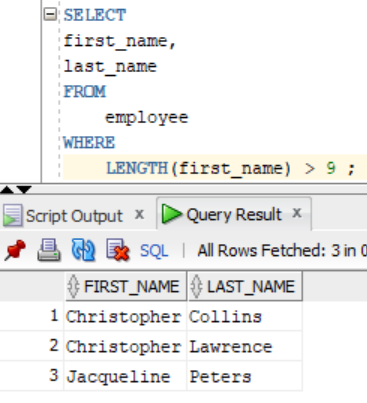 SELECT
first_name,
last_name
FROM
employee
WHERE
LENGTH(first_name) > 9 ;
Script Output x Query Result x
SQL | All Rows Fetched: 3 in 0
FIRST_NAME LAST_NAME
1 Christopher Collins
2 Christopher Lawrence
3 Jacqueline Peters